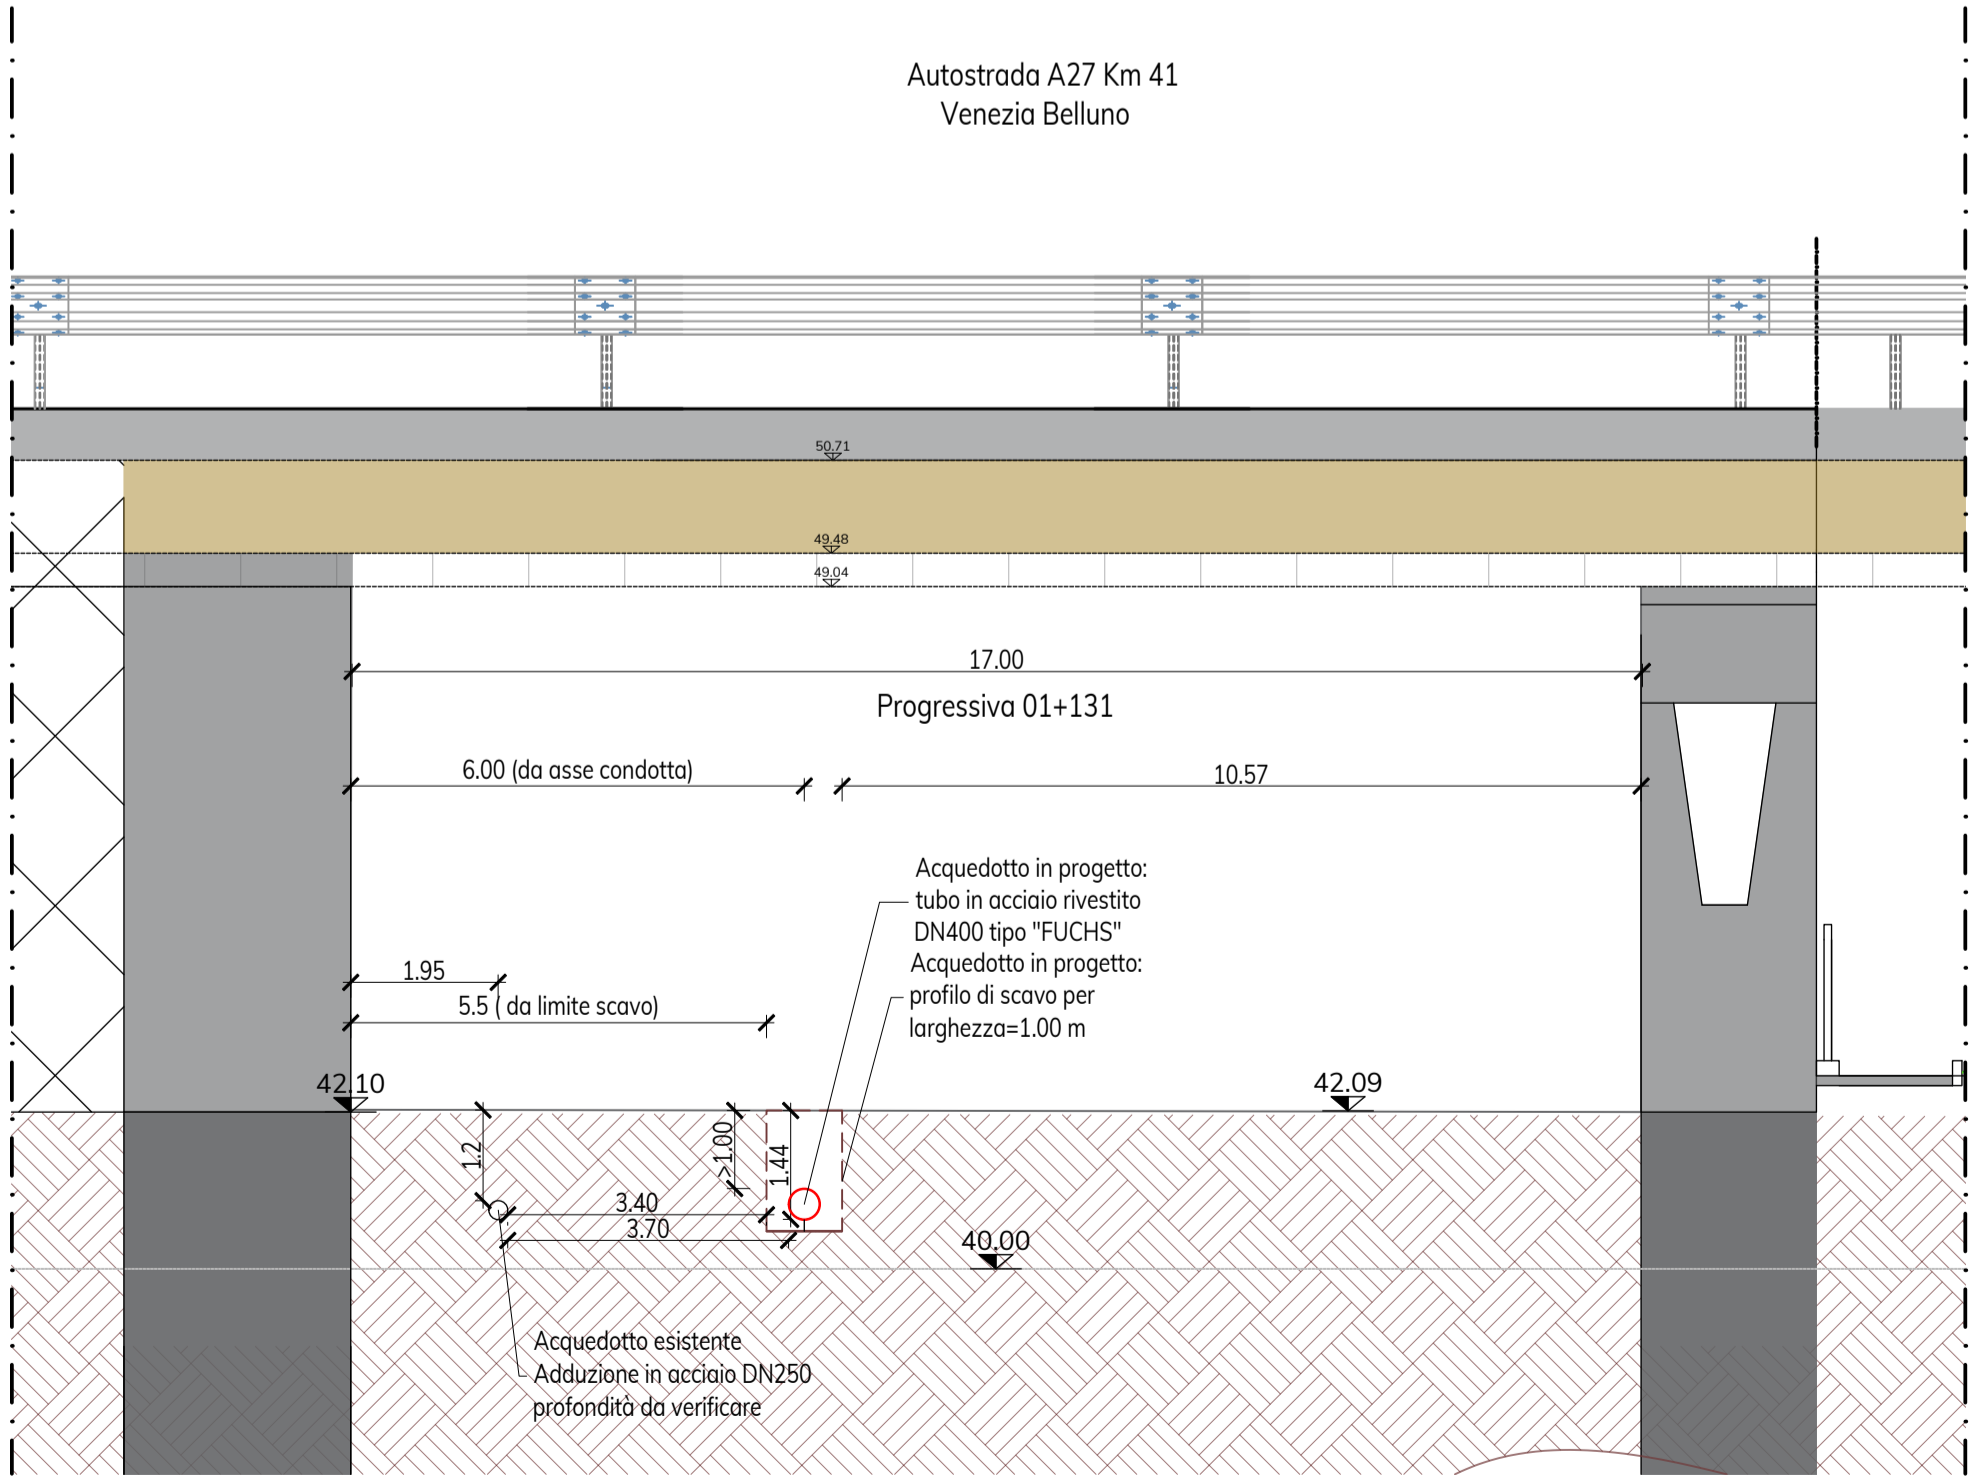 Autostrada A27 Km 41
Venezia Belluno
50.71
49.48
49.04
17.00
Progressiva 01+131
6.00 (da asse condotta)
10.57
Acquedotto in progetto:
tubo in acciaio rivestito
DN400 tipo "FUCHS"
Acquedotto in progetto:
profilo di scavo per
larghezza=1.00 m
1.95
5.5 ( da limite scavo)
42.10
42.09
1.2
>1.00
1.44
3.40
3.70
40.00
Acquedotto esistente
Adduzione in acciaio DN250
profondità da verificare